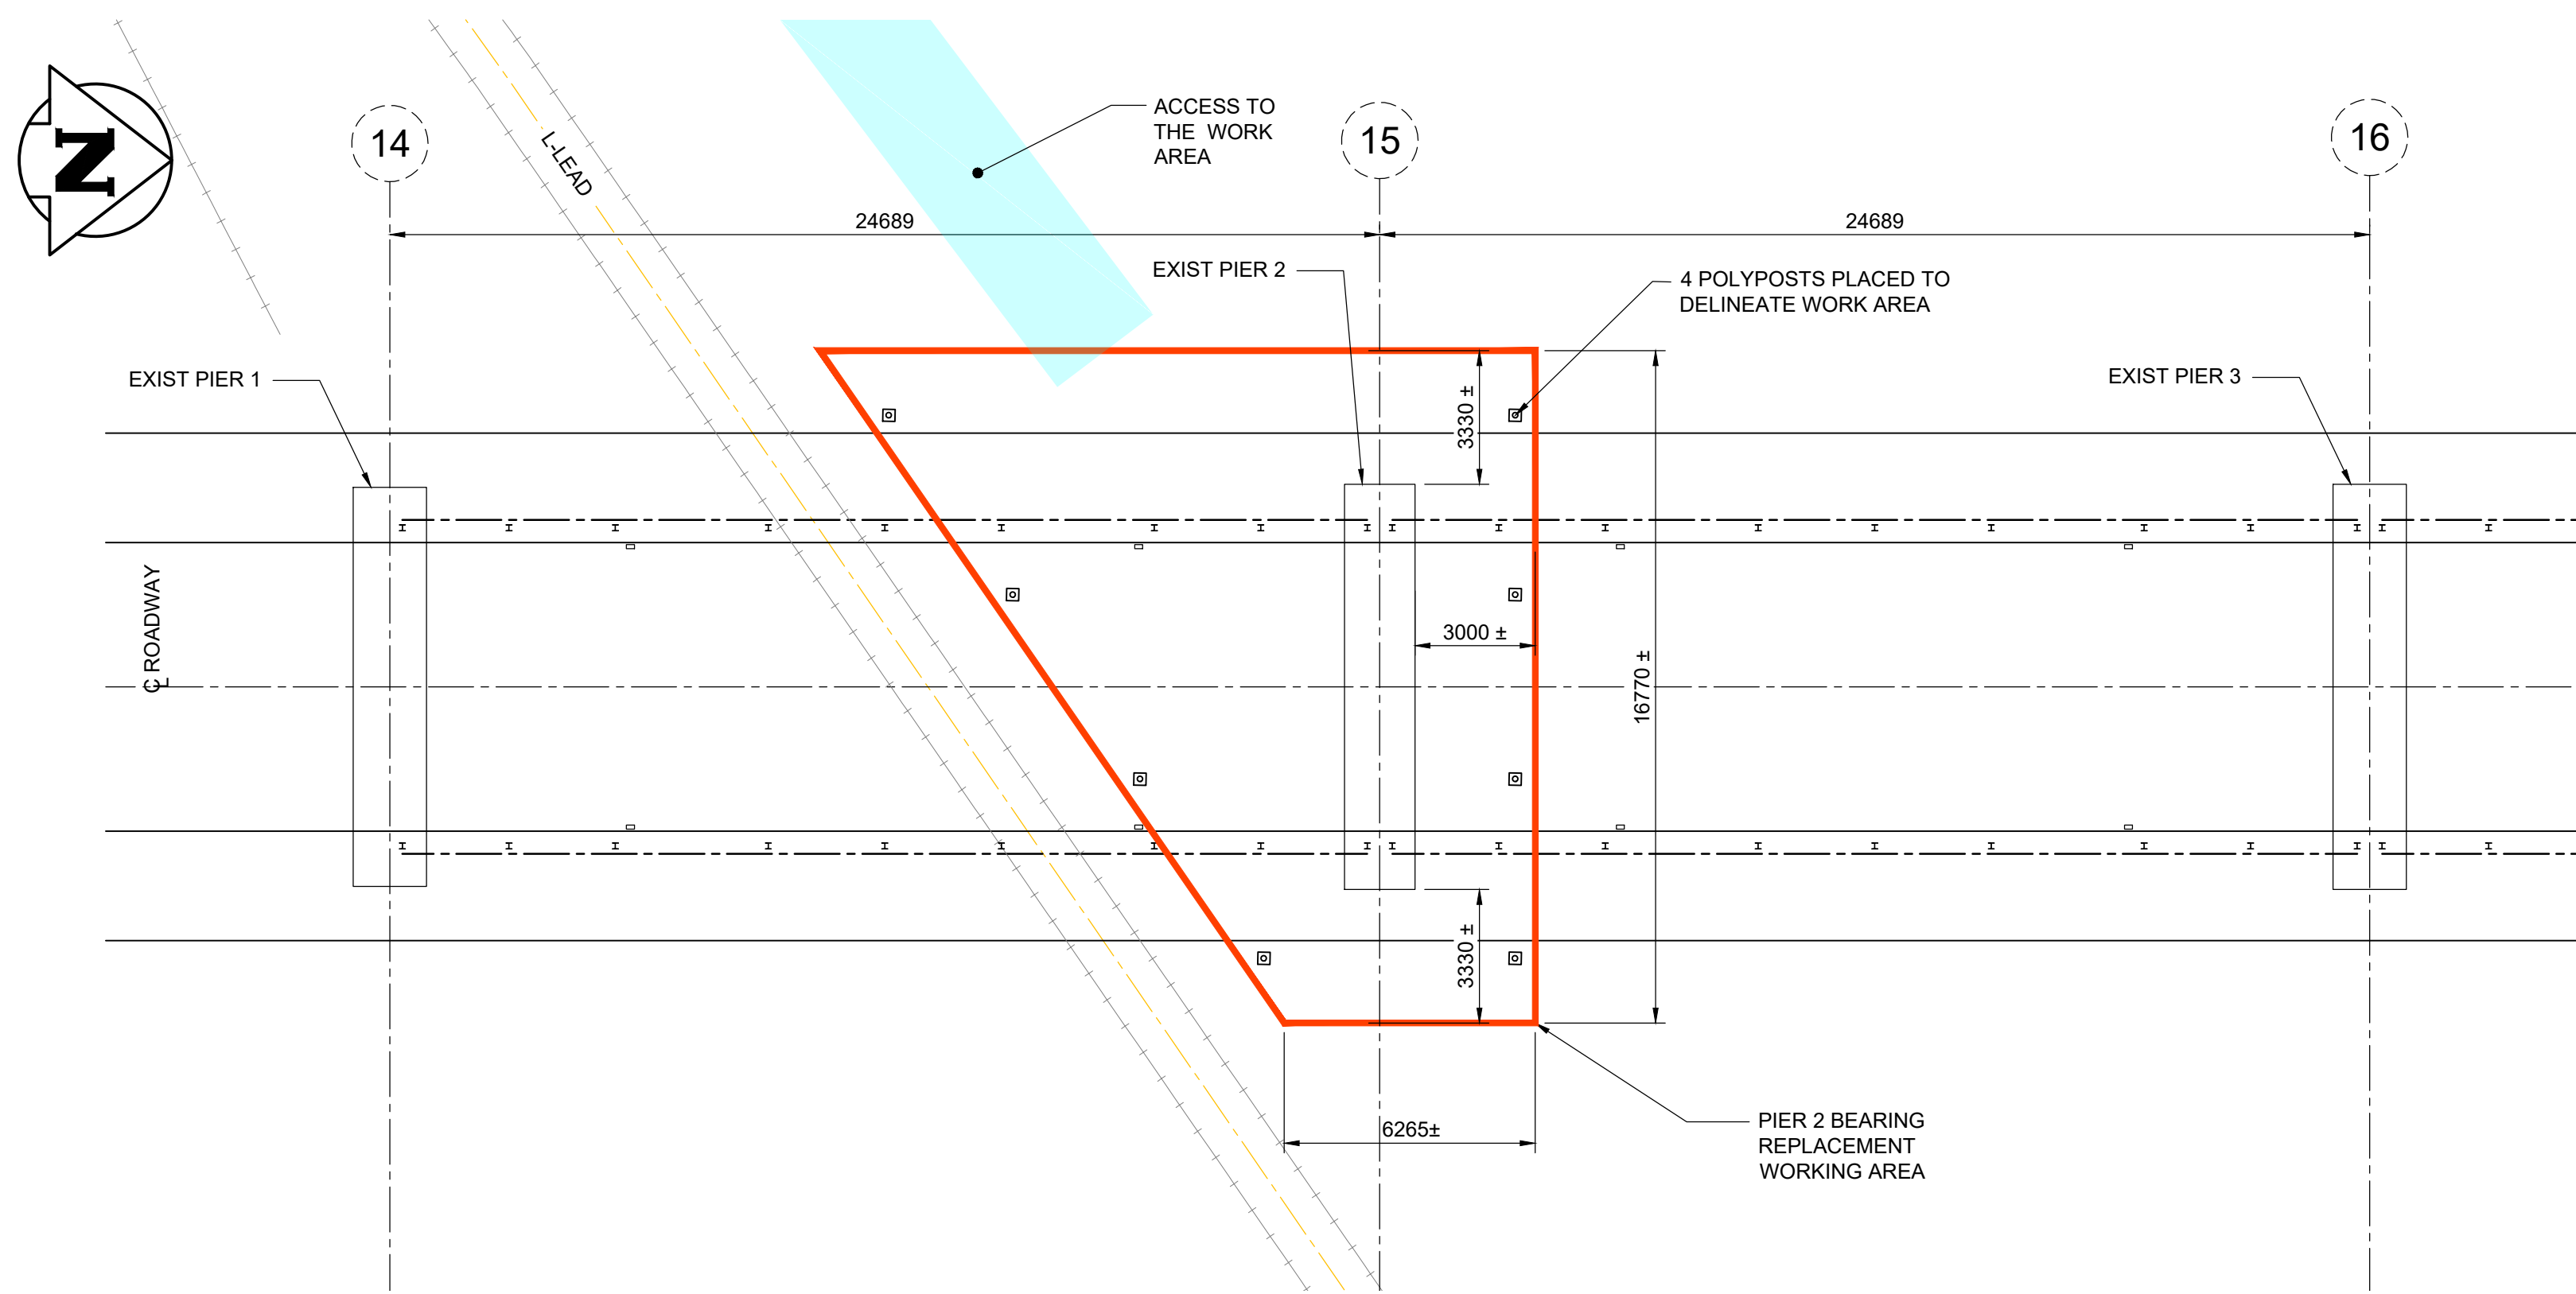 N
14
15
16
L-LEAD
ACCESS TO
THE WORK
AREA
24689
24689
EXIST PIER 2
4 POLYPOSTS PLACED TO
DELINEATE WORK AREA
EXIST PIER 1
EXIST PIER 3
3330 ±
CL ROADWAY
3000 ±
16770 ±
3330 ±
6265±
PIER 2 BEARING
REPLACEMENT
WORKING AREA